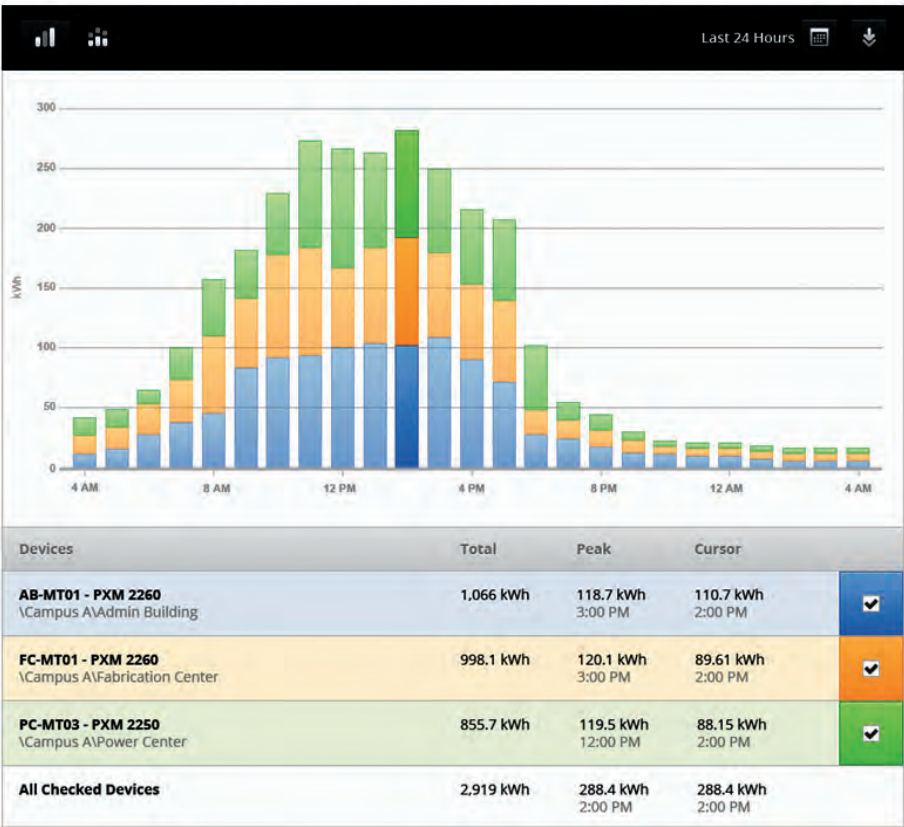 Last 24 Hours
300
250
200
150
100
50
0
kWh
4 AM 8 AM 12 PM 4 PM 8 PM 12 AM 4 AM
Devices Total Peak Cursor
AB-MT01 - PXM 2260 1,066 kWh 118.7 kWh 110.7 kWh
\Campus A\Admin Building 3:00 PM 2:00 PM
FC-MT01 - PXM 2260 998.1 kWh 120.1 kWh 89.61 kWh
\Campus A\Fabrication Center 3:00 PM 2:00 PM
PC-MT03 - PXM 2250 855.7 kWh 119.5 kWh 88.15 kWh
\Campus A\Power Center 12:00 PM 2:00 PM
All Checked Devices 2,919 kWh 288.4 kWh 288.4 kWh
2:00 PM 2:00 PM